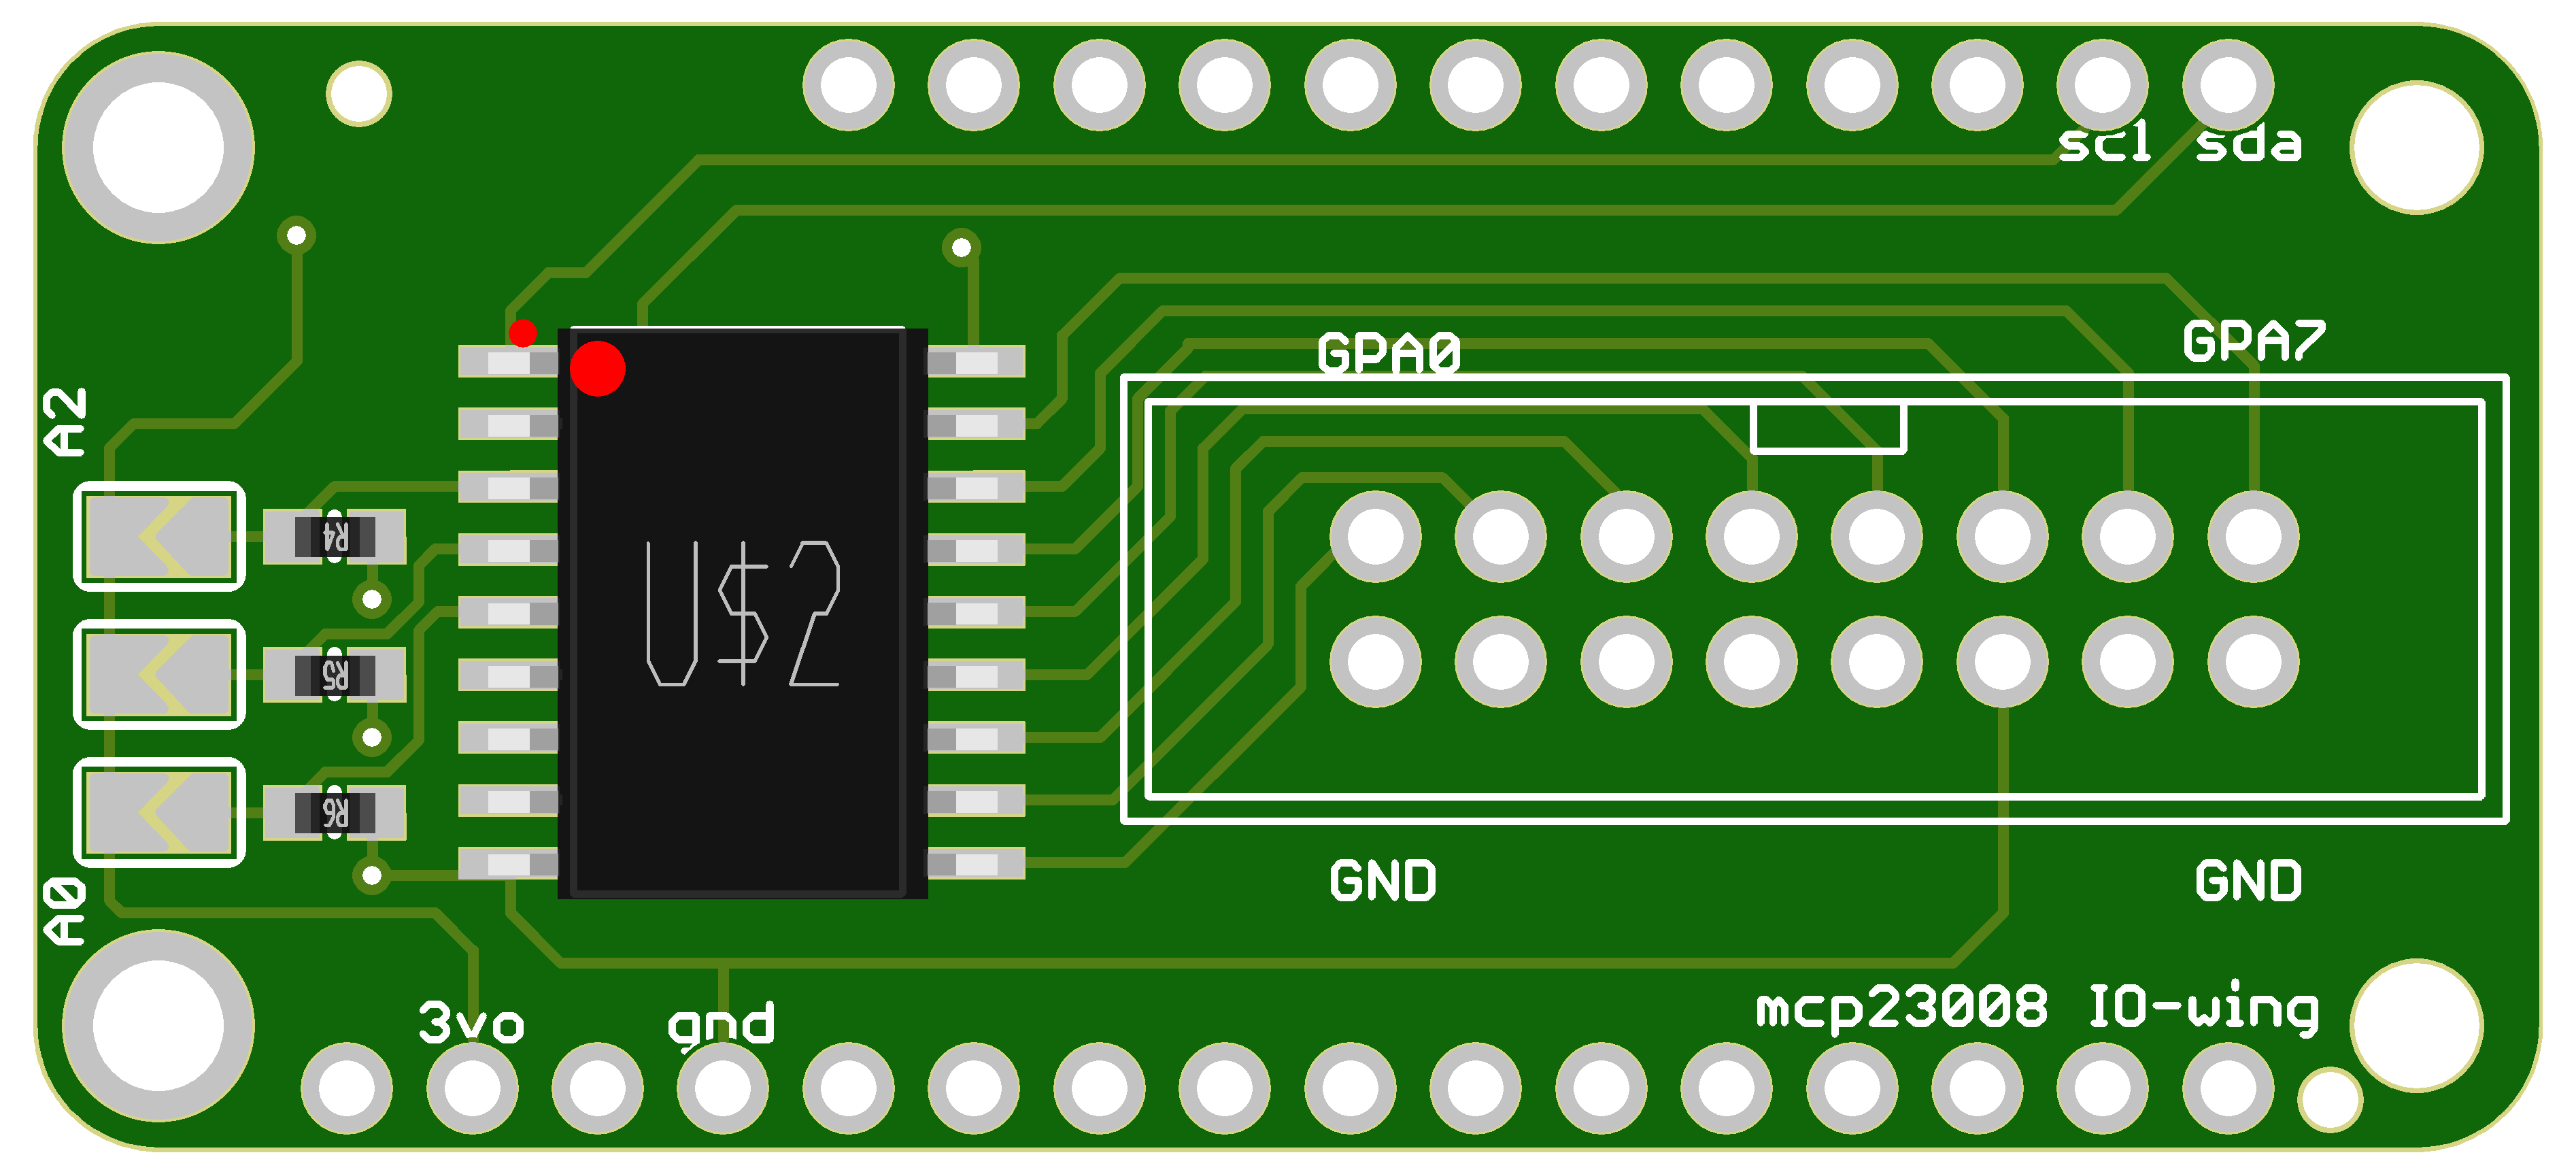 scl sda
GPA0 GPA7
A2
R4
U$2
R5
R6
A0
GND GND
3vo gnd
mcp23008 IO-wing